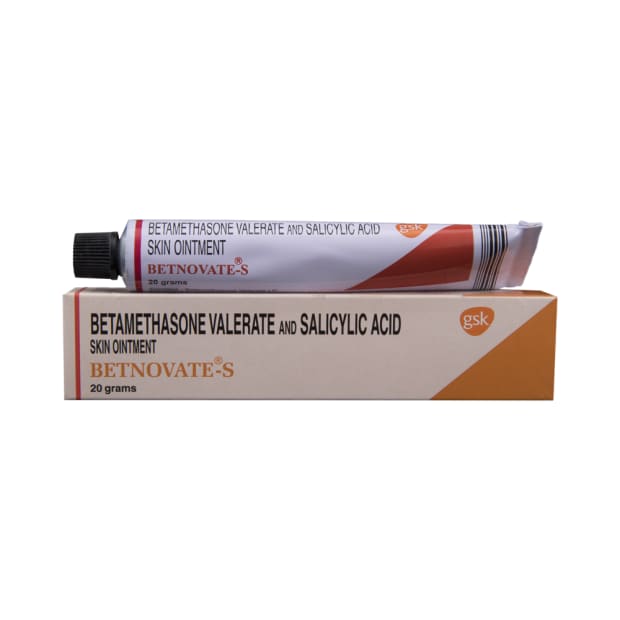 BETAMETHASONE VALERATE AND SALICYLIC ACID
SKIN OINTMENT
BETNOVATE®-S
20 grams
gsk
BETAMETHASONE VALERATE AND SALICYLIC ACID
SKIN OINTMENT
BETNOVATE®-S
20 grams
gsk